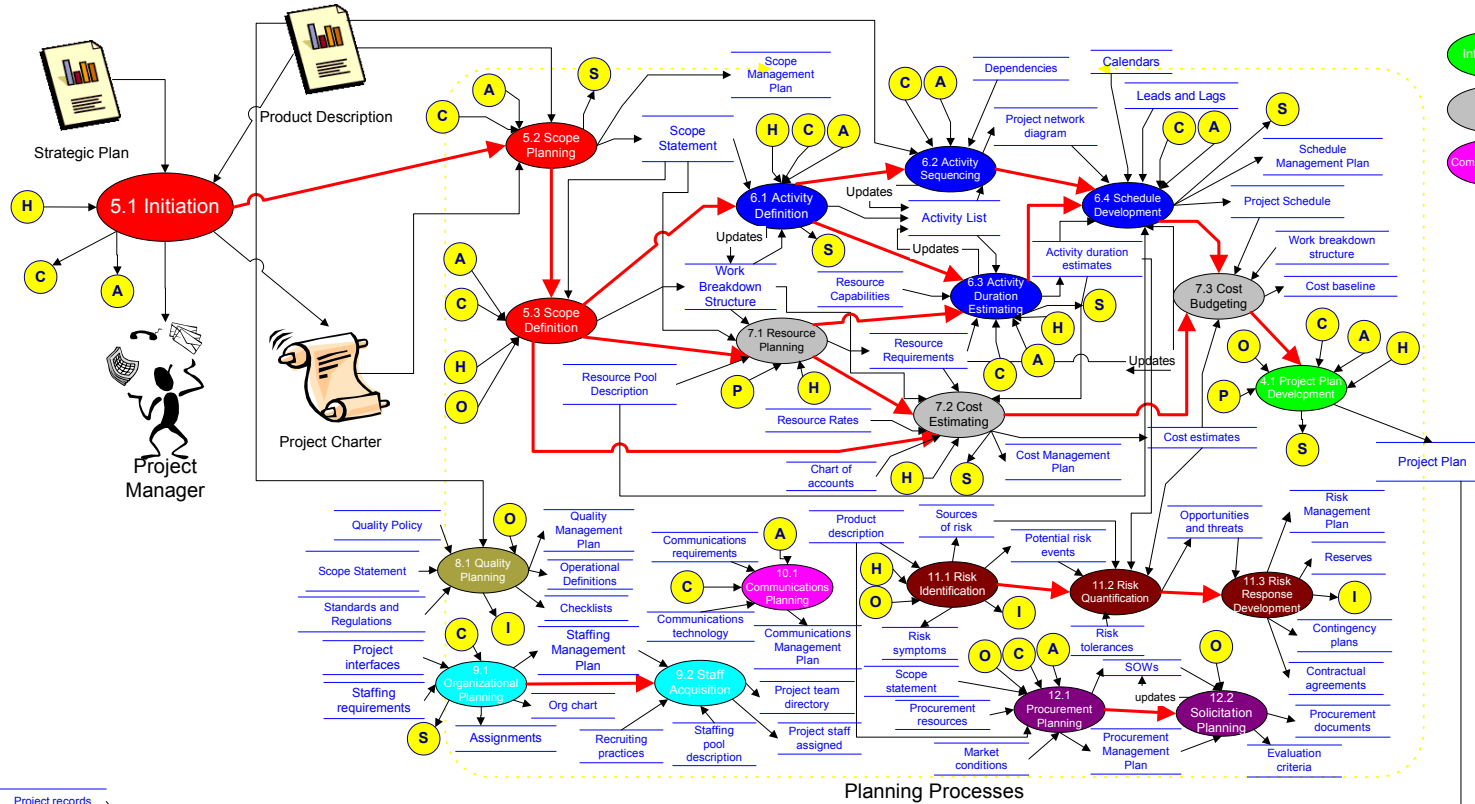 Strategic Plan
Product Description
5.1 Initiation
H
C
A
Project
Manager
Project Charter
C
A
S
5.2 Scope
Planning
Scope
Management
Plan
Scope
Statement
A
C
H
O
5.3 Scope
Definition
H
C
A
6.1 Activity
Definition
S
Updates
Work
Breakdown
Structure
C
A
Dependencies
6.2 Activity
Sequencing
Project network
diagram
Updates
Activity List
Updates
Calendars
Leads and Lags
C
A
S
6.4 Schedule
Development
Schedule
Management Plan
Project Schedule
Work breakdown
structure
Cost baseline
7.3 Cost
Budgeting
Resource
Capabilities
6.3 Activity
Duration
Estimating
Activity duration
estimates
S
H
A
C
7.1 Resource
Planning
Resource
Requirements
Resource Pool
Description
P
H
Resource Rates
7.2 Cost
Estimating
Chart of
accounts
H
S
Cost Management
Plan
Cost estimates
Updates
O
C
A
H
P
4.1 Project Plan
Development
S
Project Plan
Quality Policy
Scope Statement
Standards and
Regulations
8.1 Quality
Planning
O
Quality
Management
Plan
Operational
Definitions
Checklists
I
C
Project
interfaces
Staffing
requirements
9.1
Organizational
Planning
S
Staffing
Management
Plan
Org chart
Assignments
9.2 Staff
Acquisition
Recruiting
practices
Staffing
pool
description
Project team
directory
Project staff
assigned
Communications
requirements
A
C
10.1
Communications
Planning
Communications
technology
Communications
Management
Plan
Product
description
Sources
of risk
H
O
11.1 Risk
Identification
I
Risk
symptoms
Potential risk
events
11.2 Risk
Quantification
Risk
tolerances
Opportunities
and threats
Risk
Management
Plan
Reserves
11.3 Risk
Response
Development
I
Contingency
plans
Contractual
agreements
Scope
statement
Procurement
resources
Market
conditions
O
C
A
12.1
Procurement
Planning
SOWs
updates
Procurement
Management
Plan
O
12.2
Solicitation
Planning
Procurement
documents
Evaluation
criteria
Planning Processes
Project records